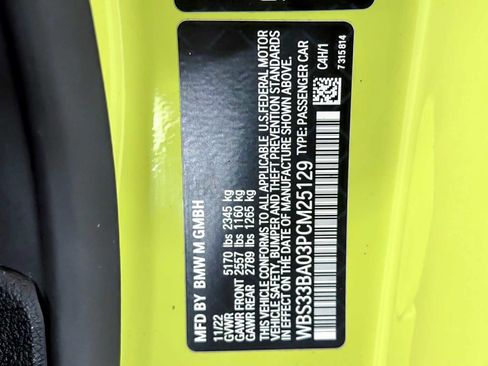 MFD BY BMW M GMBH
11/22
GVWR 5170 lbs 2345 kg
GAWR FRONT 2557 lbs 1160 kg
GAWR REAR 2789 lbs 1265 kg
THIS VEHICLE CONFORMS TO ALL APPLICABLE U.S.FEDERAL MOTOR
VEHICLE SAFETY, BUMPER AND THEFT PREVENTION STANDARDS
IN EFFECT ON THE DATE OF MANUFACTURE SHOWN ABOVE.
WBS33BA03PCM25129 TYPE: PASSENGER CAR
C4H/1
7315814